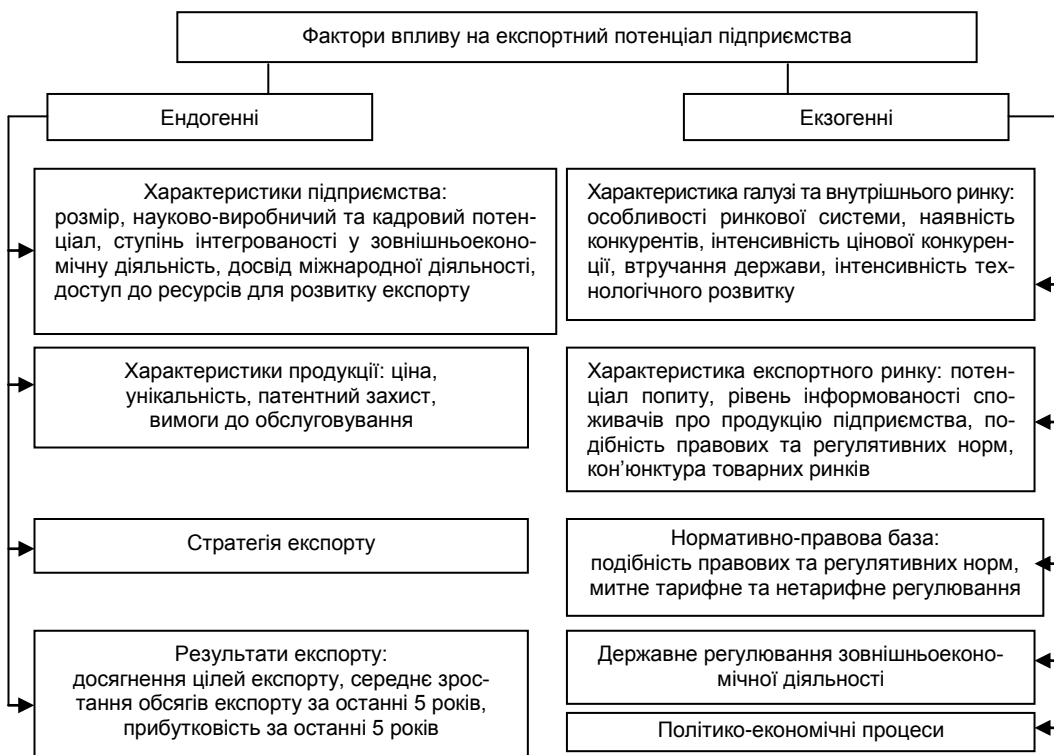 Фактори впливу на експортний потенціал підприємства
Ендогенні
Екзогенні
Характеристики підприємства:
розмір, науково-виробничий та кадровий потен-
ціал, ступінь інтегрованості у зовнішньоеконо-
мічну діяльність, досвід міжнародної діяльності,
доступ до ресурсів для розвитку експорту
Характеристики продукції: ціна,
унікальність, патентний захист,
вимоги до обслуговування
Стратегія експорту
Результати експорту:
досягнення цілей експорту, середнє зрос-
тання обсягів експорту за останні 5 років,
прибутковість за останні 5 років
Характеристика галузі та внутрішнього ринку:
особливості ринкової системи, наявність
конкурентів, інтенсивність цінової конкурен-
ції, втручання держави, інтенсивність тех-
нологічного розвитку
Характеристика експортного ринку: потен-
ціал попиту, рівень інформованості спо-
живачів про продукцію підприємства, по-
дібність правових та регулятивних норм,
кон’юнктура товарних ринків
Нормативно-правова база:
подібність правових та регулятивних норм,
митне тарифне та нетарифне регулювання
Державне регулювання зовнішньоеконо-
мічної діяльності
Політико-економічні процеси